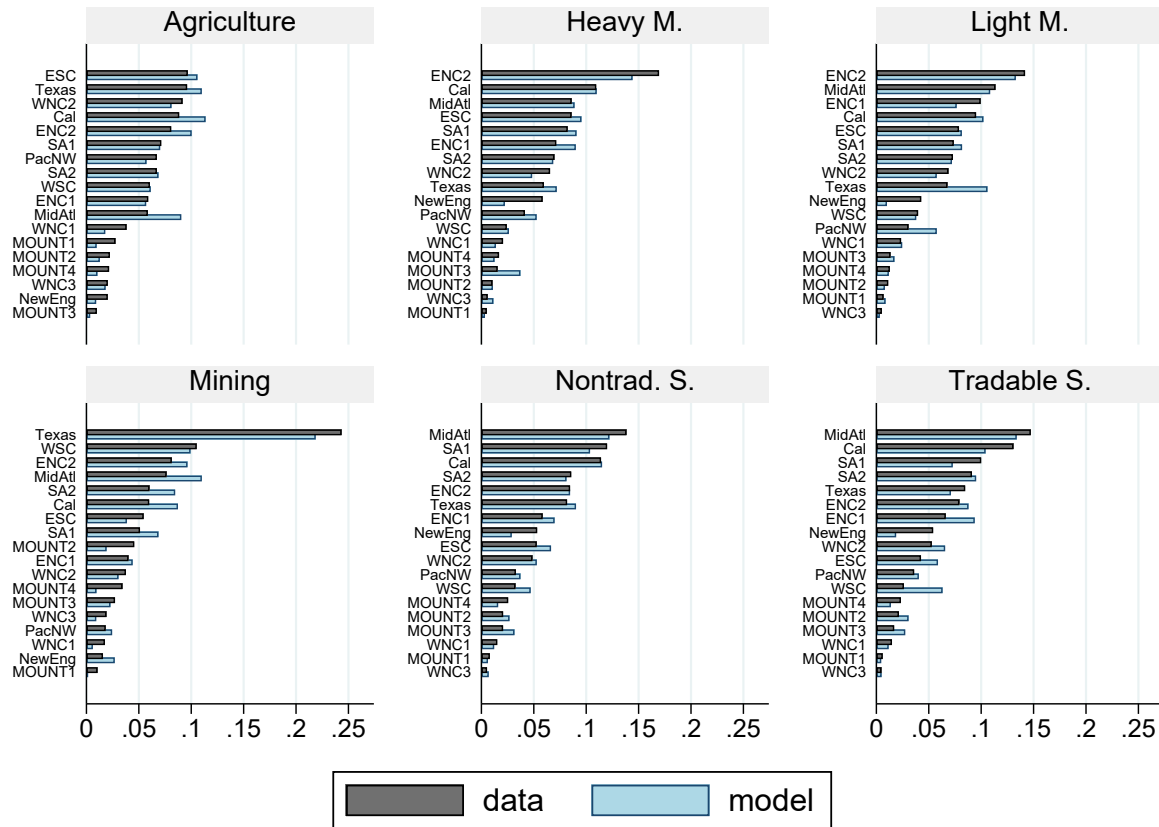 Agriculture
ESC
Texas
WNC2
Cal
ENC2
SA1
PacNW
SA2
WSC
ENC1
MidAtl
WNC1
MOUNT1
MOUNT2
MOUNT4
WNC3
NewEng
MOUNT3
Heavy M.
ENC2
Cal
MidAtl
ESC
SA1
ENC1
SA2
WNC2
Texas
NewEng
PacNW
WSC
WNC1
MOUNT4
MOUNT3
MOUNT2
WNC3
MOUNT1
Light M.
ENC2
MidAtl
ENC1
Cal
ESC
SA1
SA2
WNC2
Texas
NewEng
WSC
PacNW
WNC1
MOUNT3
MOUNT4
MOUNT2
MOUNT1
WNC3
Mining
Texas
WSC
ENC2
MidAtl
SA2
Cal
ESC
SA1
MOUNT2
ENC1
WNC2
MOUNT4
MOUNT3
WNC3
PacNW
WNC1
NewEng
MOUNT1
0 .05 .1 .15 .2 .25
Nontrad. S.
MidAtl
SA1
Cal
SA2
ENC2
Texas
ENC1
NewEng
ESC
WNC2
PacNW
WSC
MOUNT4
MOUNT2
MOUNT3
WNC1
MOUNT1
WNC3
0 .05 .1 .15 .2 .25
Tradable S.
MidAtl
Cal
SA1
SA2
Texas
ENC2
ENC1
NewEng
WNC2
ESC
PacNW
WSC
MOUNT4
MOUNT2
MOUNT3
WNC1
MOUNT1
WNC3
0 .05 .1 .15 .2 .25
data model